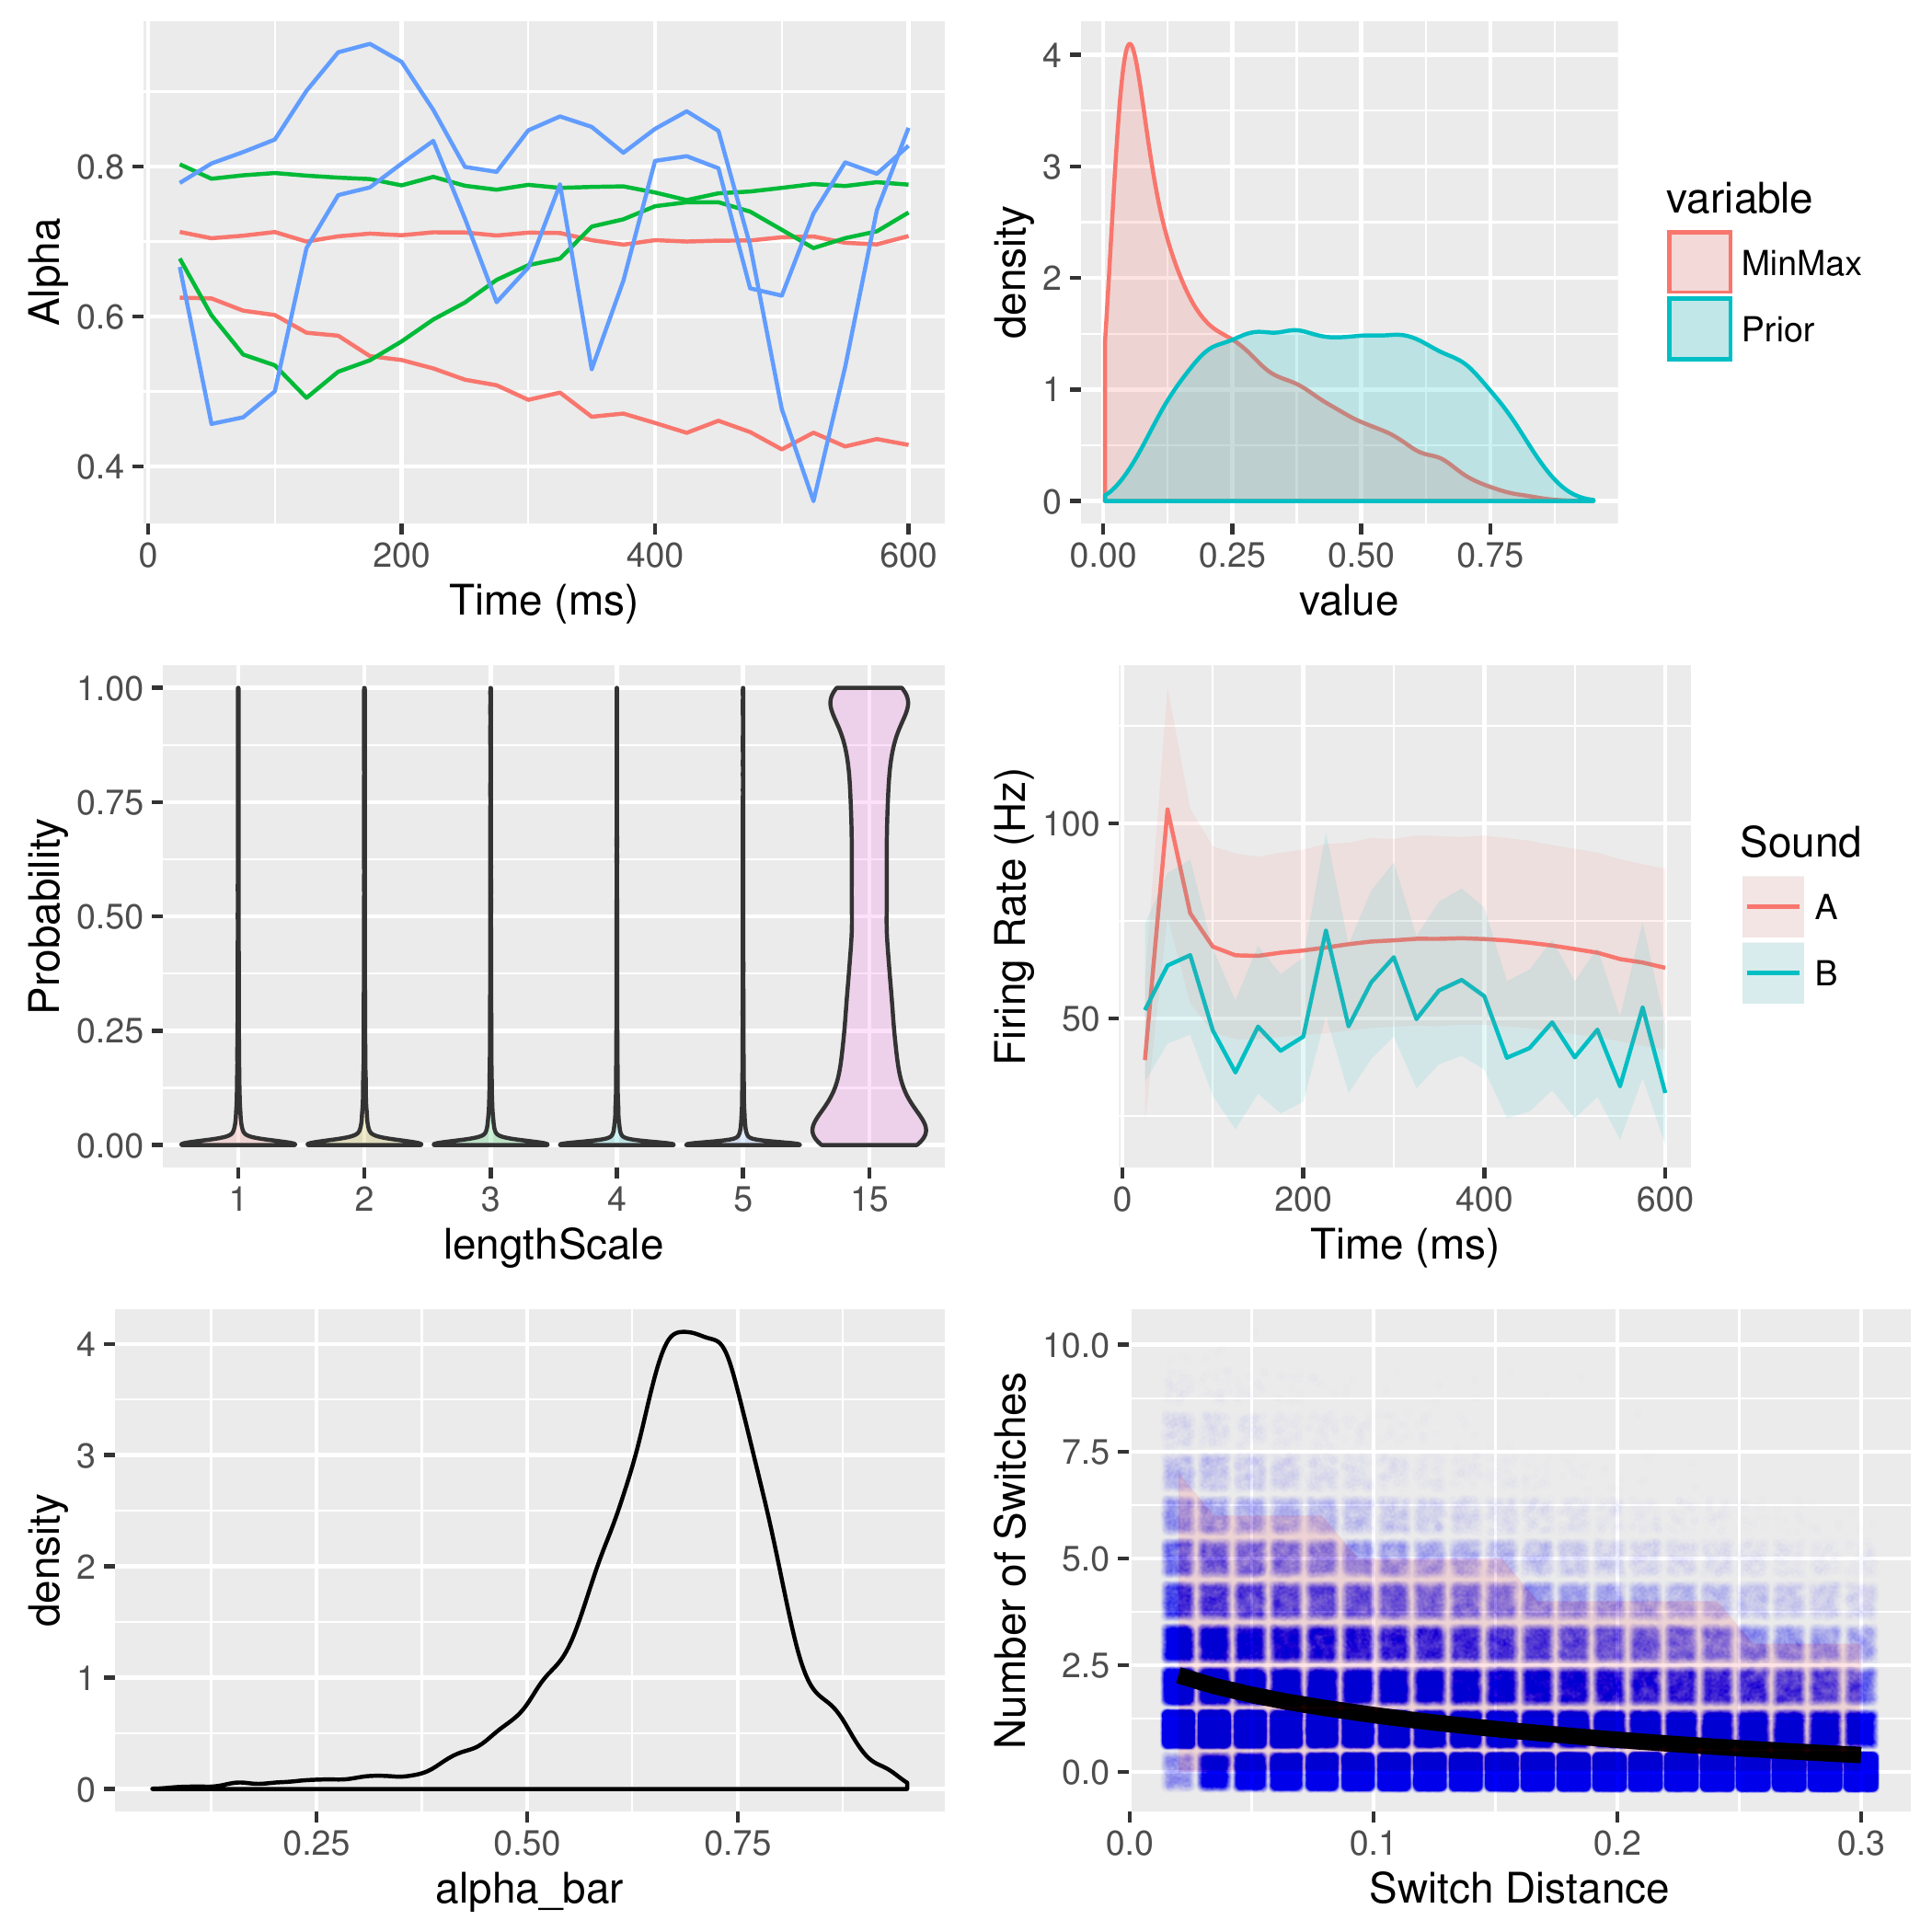 Alpha
0.8
0.6
0.4
0 200 400 600
Time (ms)
density
4
3
2
1
0
0.00 0.25 0.50 0.75
value
variable
MinMax
Prior
Probability
1.00
0.75
0.50
0.25
0.00
1 2 3 4 5 15
lengthScale
Firing Rate (Hz)
100
50
0 200 400 600
Time (ms)
Sound
A
B
density
4
3
2
1
0
0.25 0.50 0.75
alpha_bar
Number of Switches
10.0
7.5
5.0
2.5
0.0
0.0 0.1 0.2 0.3
Switch Distance